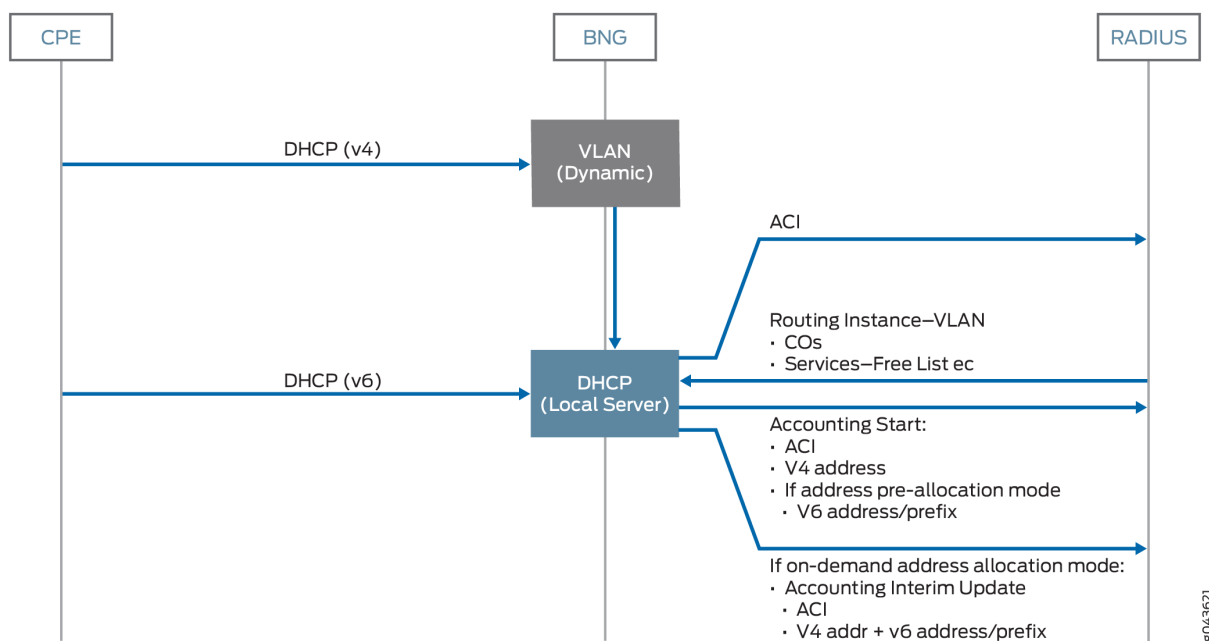 CPE
BNG
RADIUS
DHCP (v4)
VLAN
(Dynamic)
ACI
Routing Instance–VLAN
· COs
· Services–Free List ec
DHCP (v6)
DHCP
(Local Server)
Accounting Start:
· ACI
· V4 address
· If address pre-allocation mode
· V6 address/prefix
If on-demand address allocation mode:
· Accounting Interim Update
· ACI
· V4 addr + v6 address/prefix
g043621